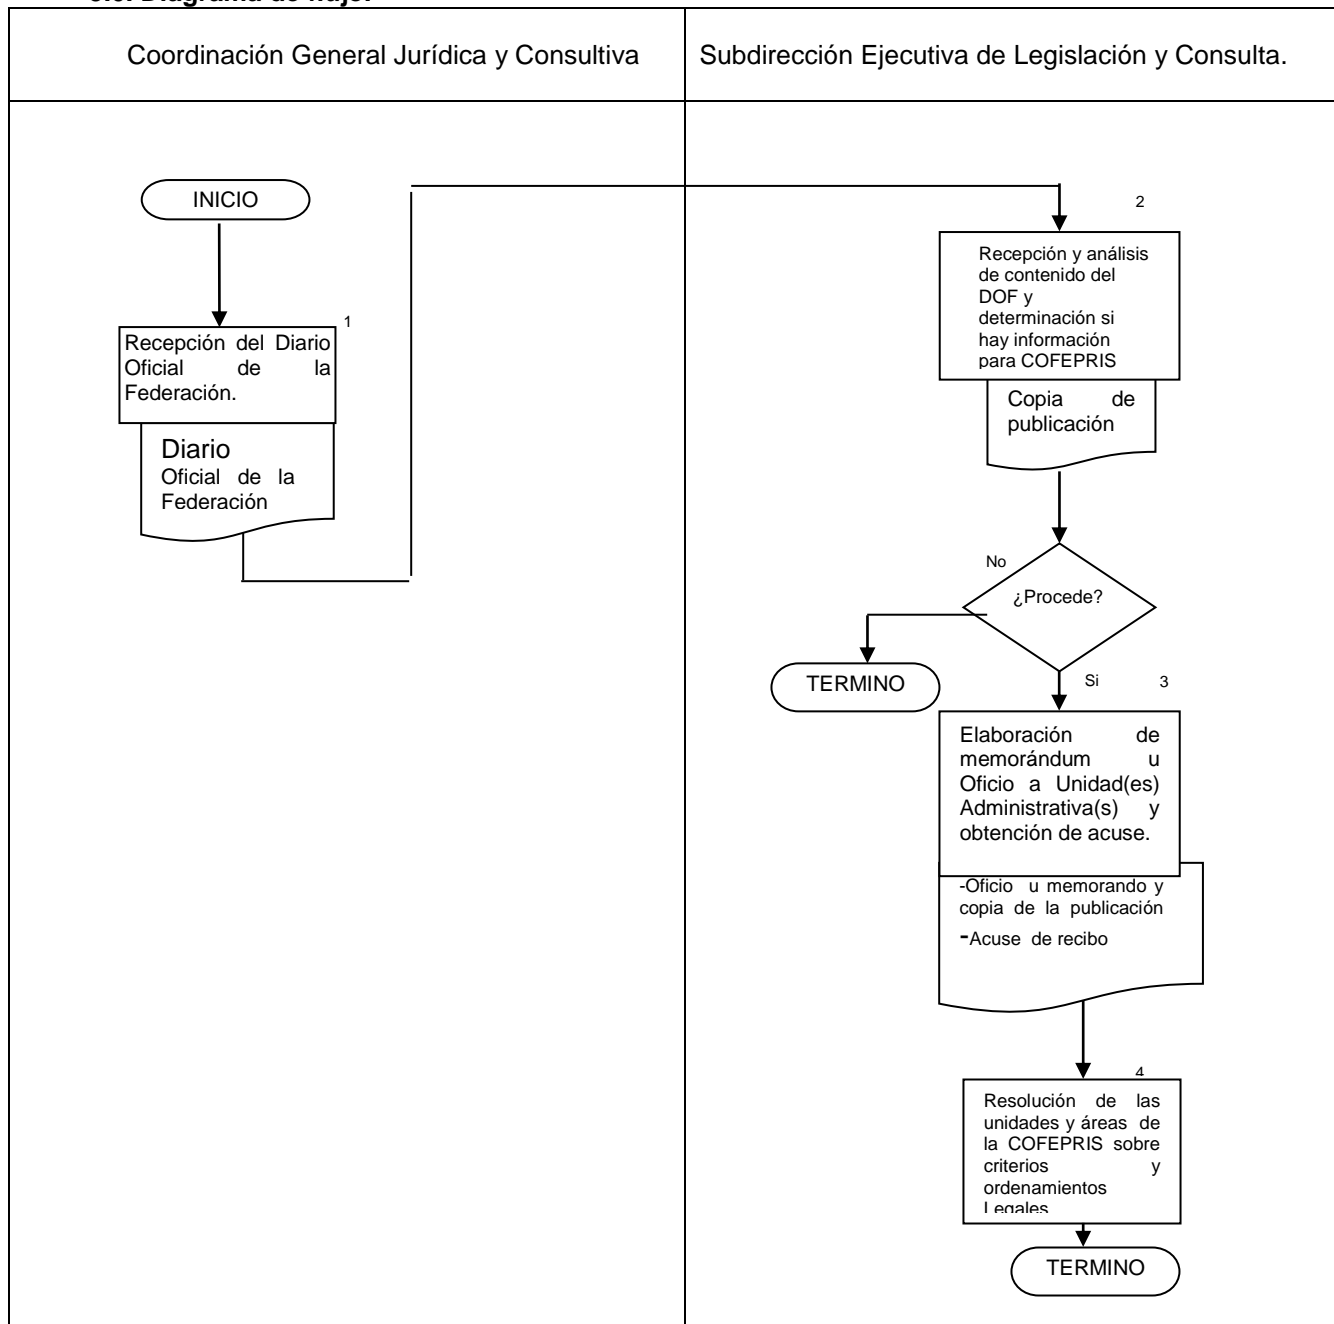 Coordinación General Jurídica y Consultiva
Subdirección Ejecutiva de Legislación y Consulta.
INICIO
1
Recepción del Diario
Oficial de la
Federación.
Diario
Oficial de la
Federación
2
Recepción y análisis
de contenido del
DOF y
determinación si
hay información
para COFEPRIS
Copia de
publicación
No
¿Procede?
TERMINO
Si
3
Elaboración de
memorándum u
Oficio a Unidad(es)
Administrativa(s) y
obtención de acuse.
-Oficio u memorando y
copia de la publicación
-Acuse de recibo
4
Resolución de las
unidades y áreas de
la COFEPRIS sobre
criterios y
ordenamientos
Legales
TERMINO